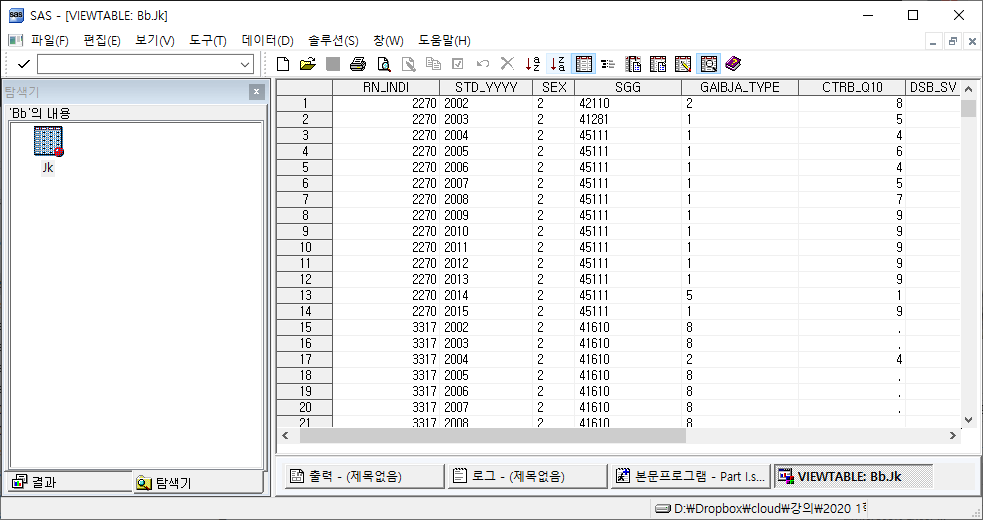 sas SAS - [VIEWTABLE: Bb.Jk]
파일(F) 편집(E) 보기(V) 도구(T) 데이터(D) 솔루션(S) 창(W) 도움말(H)
탐색기
'Bb'의 내용
Jk
RN_INDI STD_YYYY SEX SGG GAIBJA_TYPE CTRB_Q10 DSB_SV
1 2270 2002 2 42110 2 8
2 2270 2003 2 41281 1 5
3 2270 2004 2 45111 1 4
4 2270 2005 2 45111 1 6
5 2270 2006 2 45111 1 4
6 2270 2007 2 45111 1 5
7 2270 2008 2 45111 1 7
8 2270 2009 2 45111 1 9
9 2270 2010 2 45111 1 9
10 2270 2011 2 45111 1 9
11 2270 2012 2 45111 1 9
12 2270 2013 2 45111 1 9
13 2270 2014 2 45111 5 1
14 2270 2015 2 45111 1 9
15 3317 2002 2 41610 8 .
16 3317 2003 2 41610 8 .
17 3317 2004 2 41610 2 4
18 3317 2005 2 41610 8 .
19 3317 2006 2 41610 8 .
20 3317 2007 2 41610 8 .
21 3317 2008 2 41610 8
결과 탐색기
출력 - (제목없음) 로그 - (제목없음) 본문프로그램 - Part I.s... VIEWTABLE: Bb.Jk
D:₩Dropbox₩cloud₩강의₩2020 1